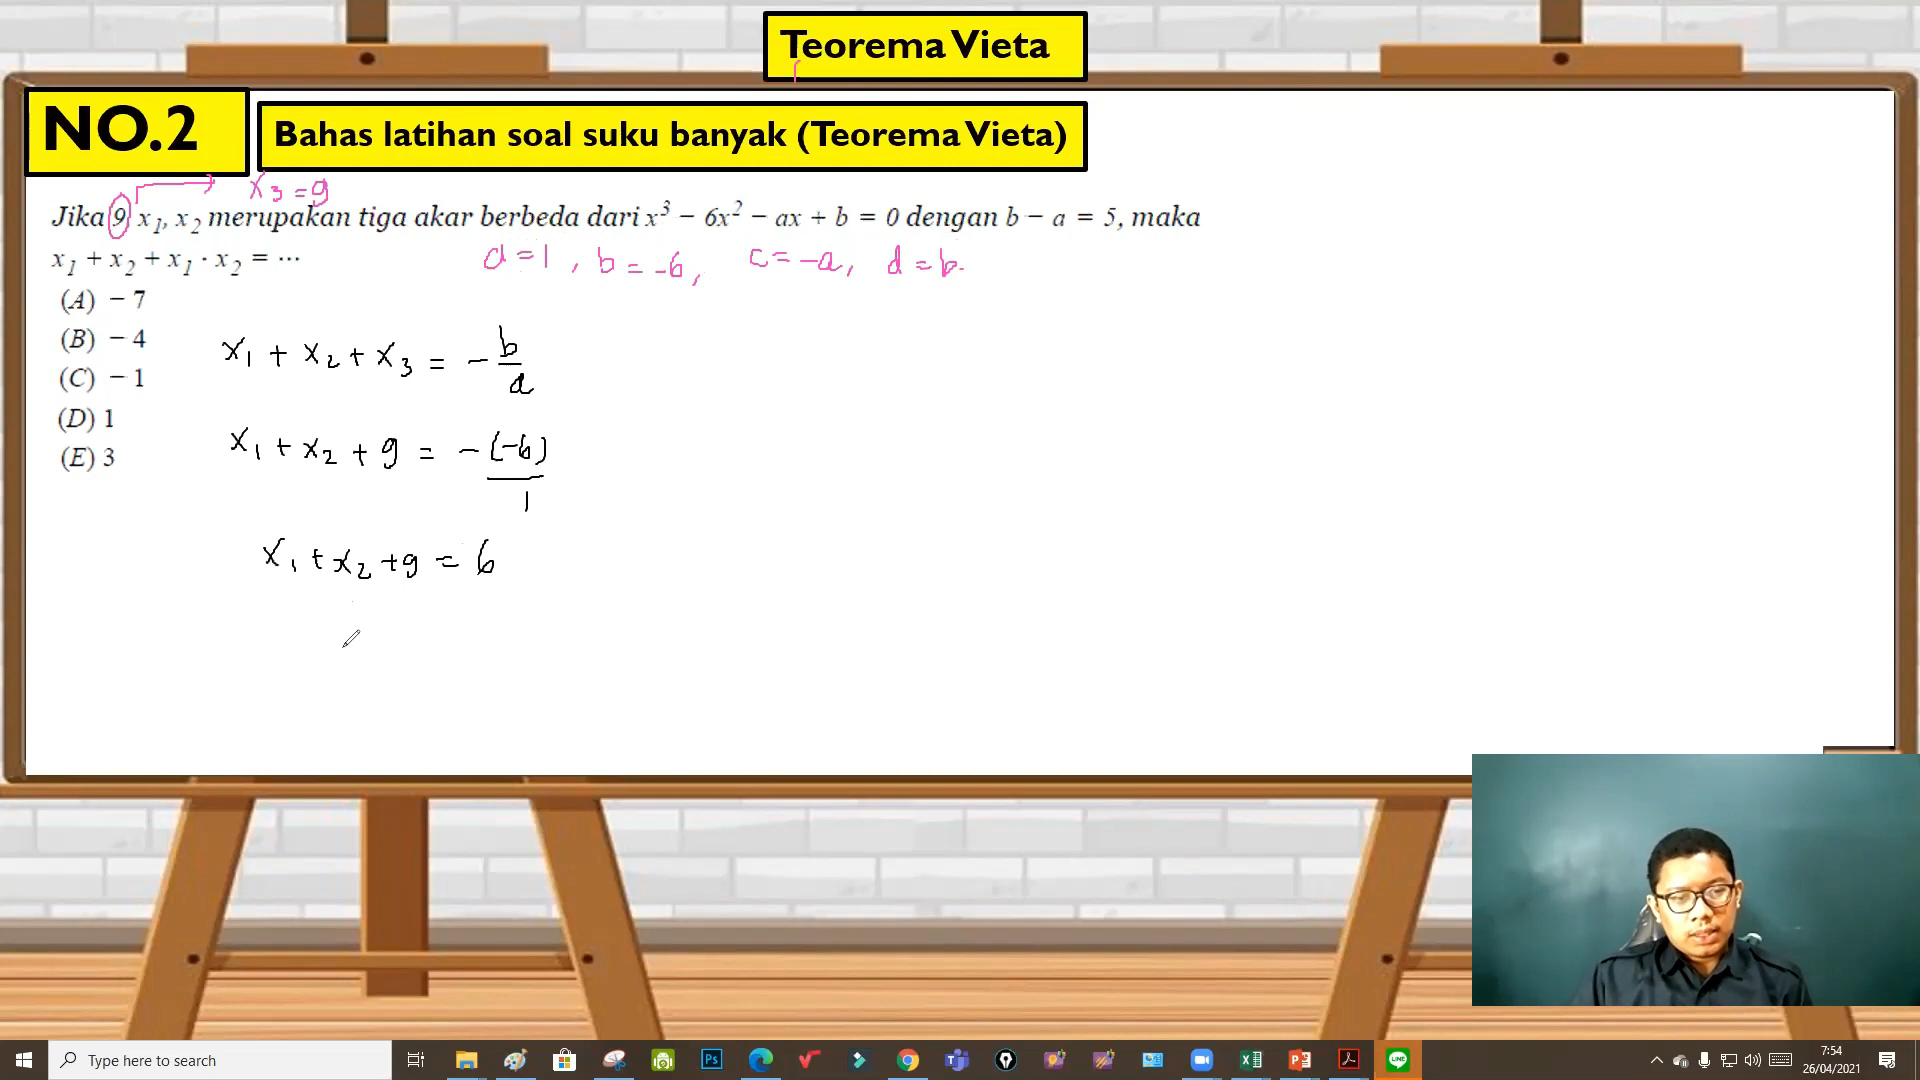 Teorema Vieta
NO.2
Bahas latihan soal suku banyak (Teorema Vieta)
x₃ = 9
Jika 9 x₁, x₂ merupakan tiga akar berbeda dari x³ − 6x² − ax + b = 0 dengan b − a = 5, maka
x₁ + x₂ + x₁ · x₂ = ⋯
a = 1, b = -6, c = -a, d = b
(A) − 7
(B) − 4
(C) − 1
(D) 1
(E) 3
x₁ + x₂ + x₃ = - b/a
x₁ + x₂ + 9 = - (-6)/1
x₁ + x₂ + 9 = 6
Type here to search
7:54
26/04/2021
Ps
LINE